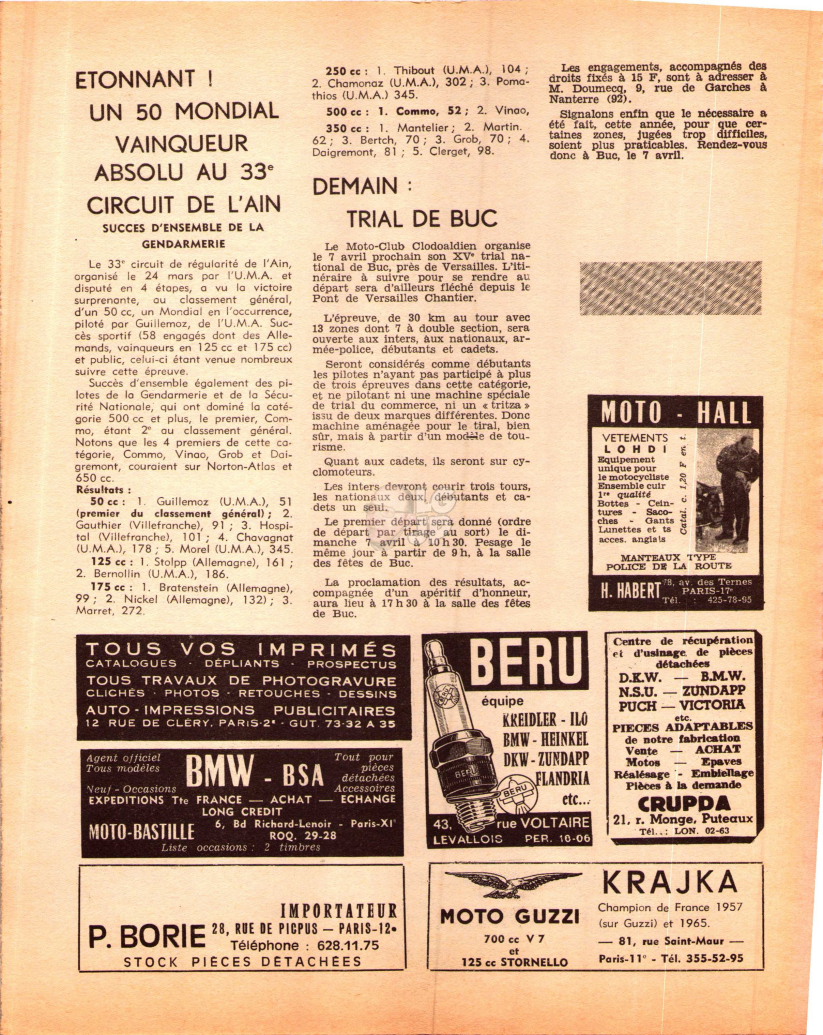 ETONNANT !
UN 50 MONDIAL
VAINQUEUR
ABSOLU AU 33e
CIRCUIT DE L'AIN
SUCCES D'ENSEMBLE DE LA
GENDARMERIE
Le 33e circuit de régularité de l'Ain,
organisé le 24 mars par l'U.M.A. et
disputé en 4 étapes, a vu la victoire
surprenante, au classement général,
d'un 50 cc, un Mondial en l'occurrence,
piloté par Guillemoz, de l'U.M.A. Suc-
cès sportif (58 engagés dont des Alle-
mands, vainqueurs en 125 cc et 175 cc)
et public, celui-ci étant venue nombreux
suivre cette épreuve.
Succès d'ensemble également des pi-
lotes de la Gendarmerie et de la Sécu-
rité Nationale, qui ont dominé la caté-
gorie 500 cc et plus, le premier, Com-
mo, étant 2e au classement général.
Notons que les 4 premiers de cette ca-
tégorie, Commo, Vinao, Grob et Dai-
gremont, couraient sur Norton-Atlas et
650 cc.
Résultats :
50 cc : 1. Guillemoz (U.M.A.), 51
(premier du classement général) ; 2.
Gauthier (Villefranche), 91 ; 3. Hospi-
tal (Villefranche), 101 ; 4. Chavagnat
(U.M.A.), 178 ; 5. Morel (U.M.A.), 345.
125 cc : 1. Stolpp (Allemagne), 161 ;
2. Bernollin (U.M.A.), 186.
175 cc : 1. Bratenstein (Allemagne),
99 ; 2. Nickel (Allemagne), 132) ; 3.
Marret, 272.
250 cc : 1. Thibout (U.M.A.), 104 ;
2. Chamonaz (U.M.A.), 302 ; 3. Poma-
thios (U.M.A.) 345.
500 cc : 1. Commo, 52 ; 2. Vinao,
350 cc : 1. Mantelier ; 2. Martin.
62 ; 3. Bertch, 70 ; 3. Grob, 70 ; 4.
Daigremont, 81 ; 5. Clerget, 98.
DEMAIN :
TRIAL DE BUC
Le Moto-Club Clodoaldien organise
le 7 avril prochain son XVe trial na-
tional de Buc, près de Versailles. L'iti-
néraire à suivre pour se rendre au
départ sera d'ailleurs fléché depuis le
Pont de Versailles Chantier.
L'épreuve, de 30 km au tour avec
13 zones dont 7 à double section, sera
ouverte aux inters, aux nationaux, ar-
mée-police, débutants et cadets.
Seront considérés comme débutants
les pilotes n'ayant pas participé à plus
de trois épreuves dans cette catégorie,
et ne pilotant ni une machine spéciale
de trial du commerce, ni un « tritza »
issu de deux marques différentes. Donc
machine aménagée pour le tiral, bien
sûr, mais à partir d'un modèle de tou-
risme.
Quant aux cadets, ils seront sur cy-
clomoteurs.
Les inters devront courir trois tours,
les nationaux deux, débutants et ca-
dets un seul.
Le premier départ sera donné (ordre
de départ par tirage au sort) le di-
manche 7 avril à 10 h 30. Pesage le
même jour à partir de 9 h, à la salle
des fêtes de Buc.
La proclamation des résultats, ac-
compagnée d'un apéritif d'honneur,
aura lieu à 17 h 30 à la salle des fêtes
de Buc.
Les engagements, accompagnés des
droits fixés à 15 F, sont à adresser à
M. Doumecq, 9, rue de Garches à
Nanterre (92).
Signalons enfin que le nécessaire a
été fait, cette année, pour que cer-
taines zones, jugées trop difficiles,
soient plus praticables. Rendez-vous
donc à Buc, le 7 avril.
MOTO - HALL
VETEMENTS
LOHDI
Equipement
unique pour
le motocycliste
Ensemble cuir
1re qualité
Bottes - Cein-
tures - Saco-
ches - Gants
Lunettes et ts
acces. anglais
Catal. c. 1,20 F en t.
MANTEAUX TYPE
POLICE DE LA ROUTE
H. HABERT 78, av. des Ternes
PARIS-17e
Tél. : 425-78-95
TOUS VOS IMPRIMÉS
CATALOGUES - DÉPLIANTS - PROSPECTUS
TOUS TRAVAUX DE PHOTOGRAVURE
CLICHÉS - PHOTOS - RETOUCHES - DESSINS
AUTO-IMPRESSIONS PUBLICITAIRES
12 RUE DE CLÉRY, PARIS-2e - GUT. 73-32 A 35
Agent officiel
Tous modèles
BMW - BSA
Tout pour
pièces
détachées
Accessoires
Neuf - Occasions
EXPEDITIONS Tte FRANCE — ACHAT — ECHANGE
LONG CREDIT
MOTO-BASTILLE 6, Bd Richard-Lenoir - Paris-XIe
ROQ. 29-28
Liste occasions : 2 timbres
BERU
équipe
KREIDLER - ILO
BMW - HEINKEL
DKW - ZUNDAPP
FLANDRIA
etc...
BERU
BERU
43, rue VOLTAIRE
LEVALLOIS PER. 16-06
Centre de récupération
et d'usinage de pièces
détachées
D.K.W. — B.M.W.
N.S.U. — ZUNDAPP
PUCH — VICTORIA
etc.
PIECES ADAPTABLES
de notre fabrication
Vente — ACHAT
Motos — Epaves
Réalésage - Embiellage
Pièces à la demande
CRUPDA
21, r. Monge, Puteaux
Tél. : LON. 02-63
IMPORTATEUR
P. BORIE 28, RUE DE PICPUS — PARIS-12e
Téléphone : 628.11.75
STOCK PIÈCES DÉTACHÉES
MOTO GUZZI
700 cc V 7
et
125 cc STORNELLO
KRAJKA
Champion de France 1957
(sur Guzzi) et 1965.
— 81, rue Saint-Maur —
Paris-11e - Tél. 355-52-95